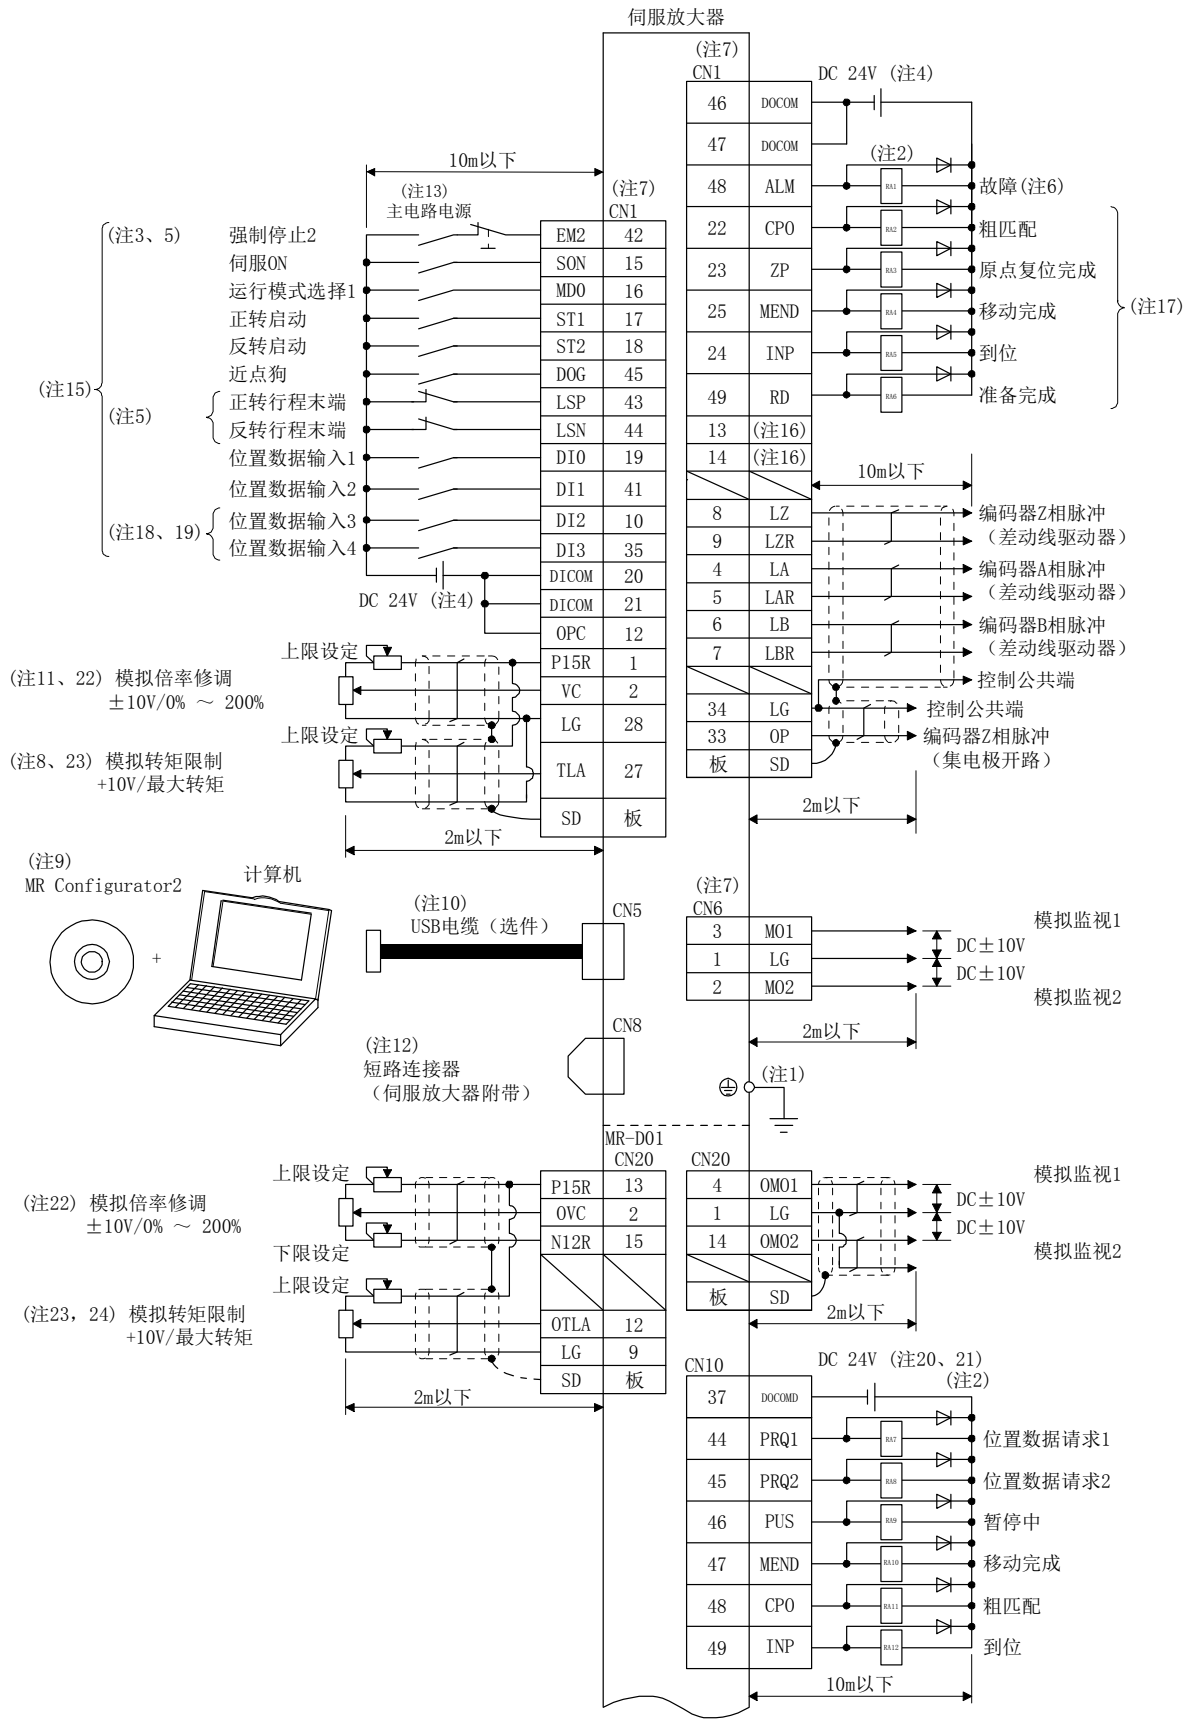 伺服放大器
(注7)
CN1
DC 24V (注4)
46 DOCOM
47 DOCOM
(注2)
48 ALM RA1 故障(注6)
22 CPO RA2 粗匹配
23 ZP RA3 原点复位完成
25 MEND RA4 移动完成
(注17)
24 INP RA5 到位
49 RD RA6 准备完成
13 (注16)
14 (注16)
10m以下
8 LZ 编码器Z相脉冲
9 LZR （差动线驱动器）
4 LA 编码器A相脉冲
5 LAR （差动线驱动器）
6 LB 编码器B相脉冲
7 LBR （差动线驱动器）
控制公共端
34 LG 控制公共端
33 OP 编码器Z相脉冲
（集电极开路）
板 SD
2m以下
10m以下
(注13)
主电路电源
(注7)
CN1
(注3、5) 强制停止2 EM2 42
伺服ON SON 15
运行模式选择1 MD0 16
正转启动 ST1 17
反转启动 ST2 18
近点狗 DOG 45
(注15)
(注5)
正转行程末端 LSP 43
反转行程末端 LSN 44
位置数据输入1 DI0 19
位置数据输入2 DI1 41
(注18、19)
位置数据输入3 DI2 10
位置数据输入4 DI3 35
DICOM 20
DC 24V (注4)
DICOM 21
OPC 12
上限设定
P15R 1
(注11、22) 模拟倍率修调
±10V/0% ～ 200%
VC 2
LG 28
上限设定
(注8、23) 模拟转矩限制
+10V/最大转矩
TLA 27
SD 板
2m以下
(注9)
MR Configurator2
计算机
+
(注10)
USB电缆（选件）
CN5
(注7)
CN6
3 MO1 模拟监视1
DC±10V
1 LG
DC±10V
2 MO2 模拟监视2
2m以下
(注12)
短路连接器
（伺服放大器附带）
CN8
(注1)
MR-D01
CN20
上限设定
P15R 13
(注22) 模拟倍率修调
±10V/0% ～ 200%
OVC 2
N12R 15
下限设定
上限设定
(注23, 24) 模拟转矩限制
+10V/最大转矩
OTLA 12
LG 9
SD 板
2m以下
CN20
4 OMO1 模拟监视1
DC±10V
1 LG
DC±10V
14 OMO2 模拟监视2
板 SD
2m以下
CN10
DC 24V (注20、21)
(注2)
37 DOCOMD
44 PRQ1 RA7 位置数据请求1
45 PRQ2 RA8 位置数据请求2
46 PUS RA9 暂停中
47 MEND RA10 移动完成
48 CPO RA11 粗匹配
49 INP RA12 到位
10m以下